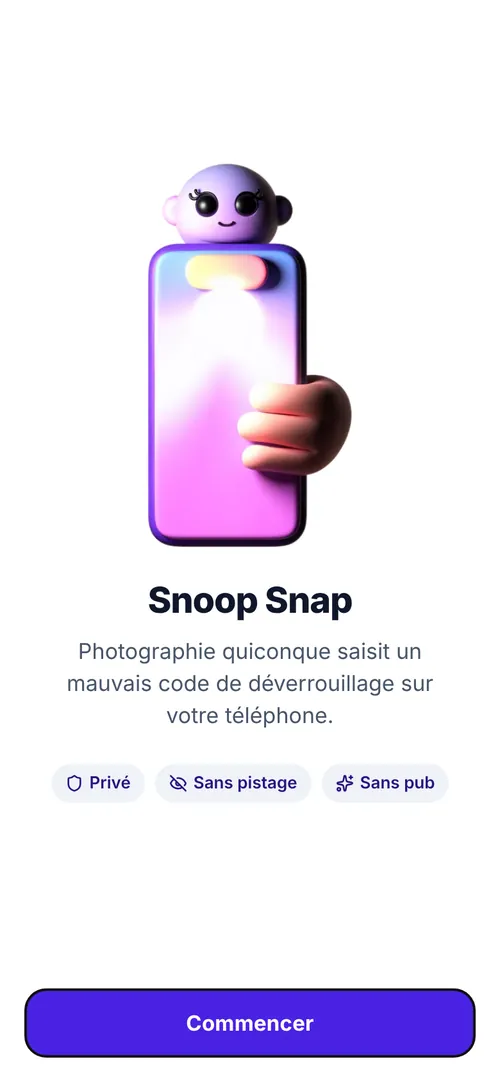 Snoop Snap
Photographie quiconque saisit un
mauvais code de déverrouillage sur
votre téléphone.
Privé
Sans pistage
Sans pub
Commencer